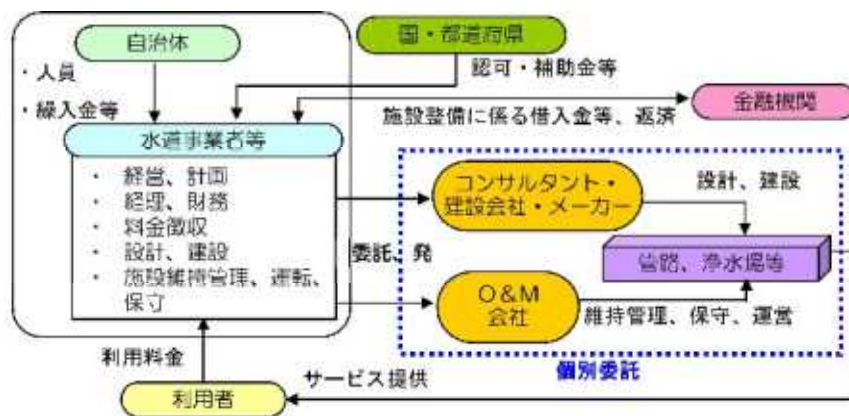 自治体
国・都道府県
・人員
・繰入金等
認可・補助金等
金融機関
施設整備に係る借入金等、返済
水道事業者等
・ 経営、計画
・ 経理、財務
・ 料金徴収
・ 設計、建設
・ 施設維持管理、運転、
保守
コンサルタント・
建設会社・メーカー
設計、建設
委託、発
管路、浄水場等
O&M
会社
維持管理、保守、運営
個別委託
利用料金
サービス提供
利用者